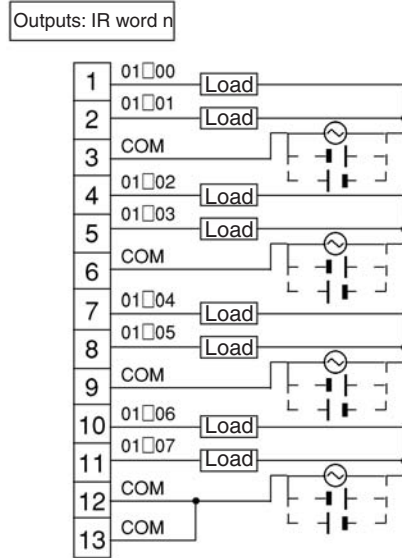 Outputs: IR word n
1 01□00 Load
2 01□01 Load
3 COM
4 01□02 Load
5 01□03 Load
6 COM
7 01□04 Load
8 01□05 Load
9 COM
10 01□06 Load
11 01□07 Load
12 COM
13 COM